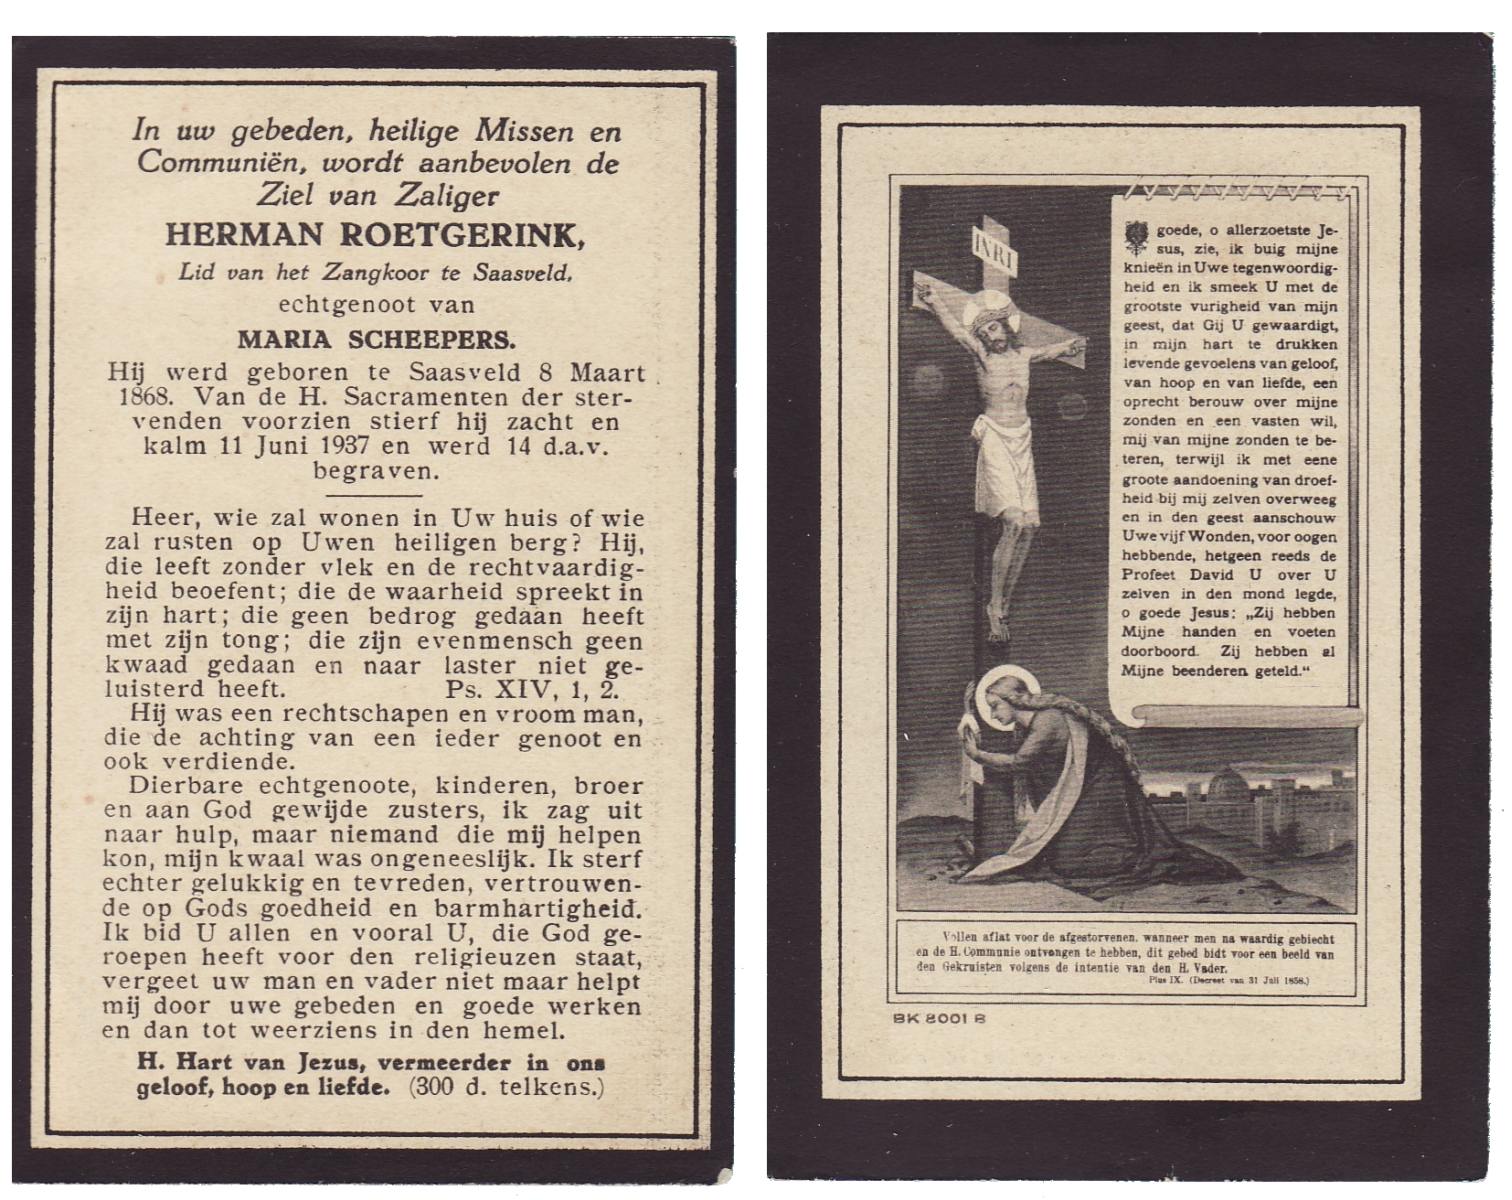 In uw gebeden, heilige Missen en
Communiën, wordt aanbevolen de
Ziel van Zaliger
HERMAN ROETGERINK,
Lid van het Zangkoor te Saasveld,
echtgenoot van
MARIA SCHEEPERS.
Hij werd geboren te Saasveld 8 Maart
1868. Van de H. Sacramenten der ster-
venden voorzien stierf hij zacht en
kalm 11 Juni 1937 en werd 14 d.a.v.
begraven.
Heer, wie zal wonen in Uw huis of wie
zal rusten op Uwen heiligen berg? Hij,
die leeft zonder vlek en de rechtvaardig-
heid beoefent; die de waarheid spreekt in
zijn hart; die geen bedrog gedaan heeft
met zijn tong; die zijn evenmensch geen
kwaad gedaan en naar laster niet ge-
luisterd heeft. Ps. XIV, 1, 2.
Hij was een rechtschapen en vroom man,
die de achting van een ieder genoot en
ook verdiende.
Dierbare echtgenoote, kinderen, broer
en aan God gewijde zusters, ik zag uit
naar hulp, maar niemand die mij helpen
kon, mijn kwaal was ongeneeslijk. Ik sterf
echter gelukkig en tevreden, vertrouwen-
de op Gods goedheid en barmhartigheid.
Ik bid U allen en vooral U, die God ge-
roepen heeft voor den religieuzen staat,
vergeet uw man en vader niet maar helpt
mij door uwe gebeden en goede werken
en dan tot weerziens in den hemel.
H. Hart van Jezus, vermeerder in ons
geloof, hoop en liefde. (300 d. telkens.)
INRI
O goede, o allerzoetste Je-
sus, zie, ik buig mijne
knieën in Uwe tegenwoordig-
heid en ik smeek U met de
grootste vurigheid van mijn
geest, dat Gij U gewaardigt,
in mijn hart te drukken
levende gevoelens van geloof,
van hoop en van liefde, een
oprecht berouw over mijne
zonden en een vasten wil,
mij van mijne zonden te be-
teren, terwijl ik met eene
groote aandoening van droef-
heid bij mij zelven overweeg
en in den geest aanschouw
Uwe vijf Wonden, voor oogen
hebbende, hetgeen reeds de
Profeet David U over U
zelven in den mond legde,
o goede Jesus: „Zij hebben
Mijne handen en voeten
doorboord. Zij hebben al
Mijne beenderen geteld."
Vollen aflat voor de afgestorvenen, wanneer men na waardig gebiecht
en de H. Communie ontvangen te hebben, dit gebed bidt voor een beeld van
den Gekruisten volgens de intentie van den H. Vader.
Pius IX. (Decreet van 31 Juli 1858.)
BK 8001 B